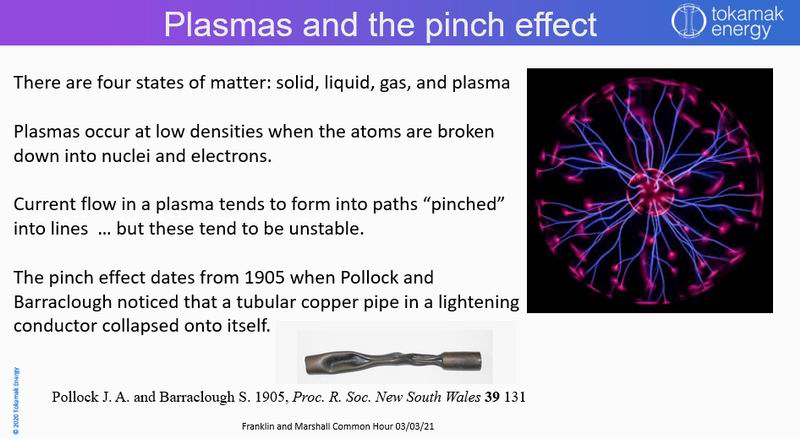 Plasmas and the pinch effect
tokamak
energy
There are four states of matter: solid, liquid, gas, and plasma
Plasmas occur at low densities when the atoms are broken
down into nuclei and electrons.
Current flow in a plasma tends to form into paths “pinched”
into lines … but these tend to be unstable.
The pinch effect dates from 1905 when Pollock and
Barraclough noticed that a tubular copper pipe in a lightening
conductor collapsed onto itself.
Pollock J. A. and Barraclough S. 1905, Proc. R. Soc. New South Wales 39 131
© 2020 Tokamak Energy
Franklin and Marshall Common Hour 03/03/21